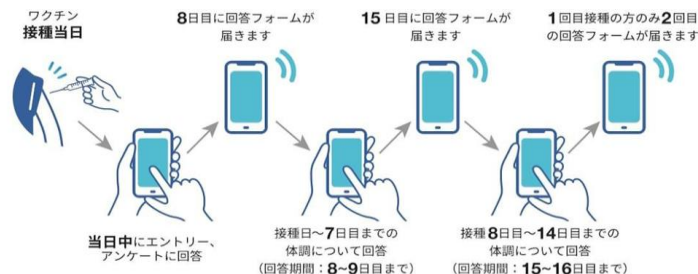 ワクチン
接種当日
8日目に回答フォームが
届きます
15日目に回答フォームが
届きます
1回目接種の方のみ2回目
の回答フォームが届きます
当日中にエントリー、
アンケートに回答
接種日~7日目までの
体調について回答
(回答期間:8~9日目まで)
接種8日目~14日目までの
体調について回答
(回答期間:15~16日目まで)